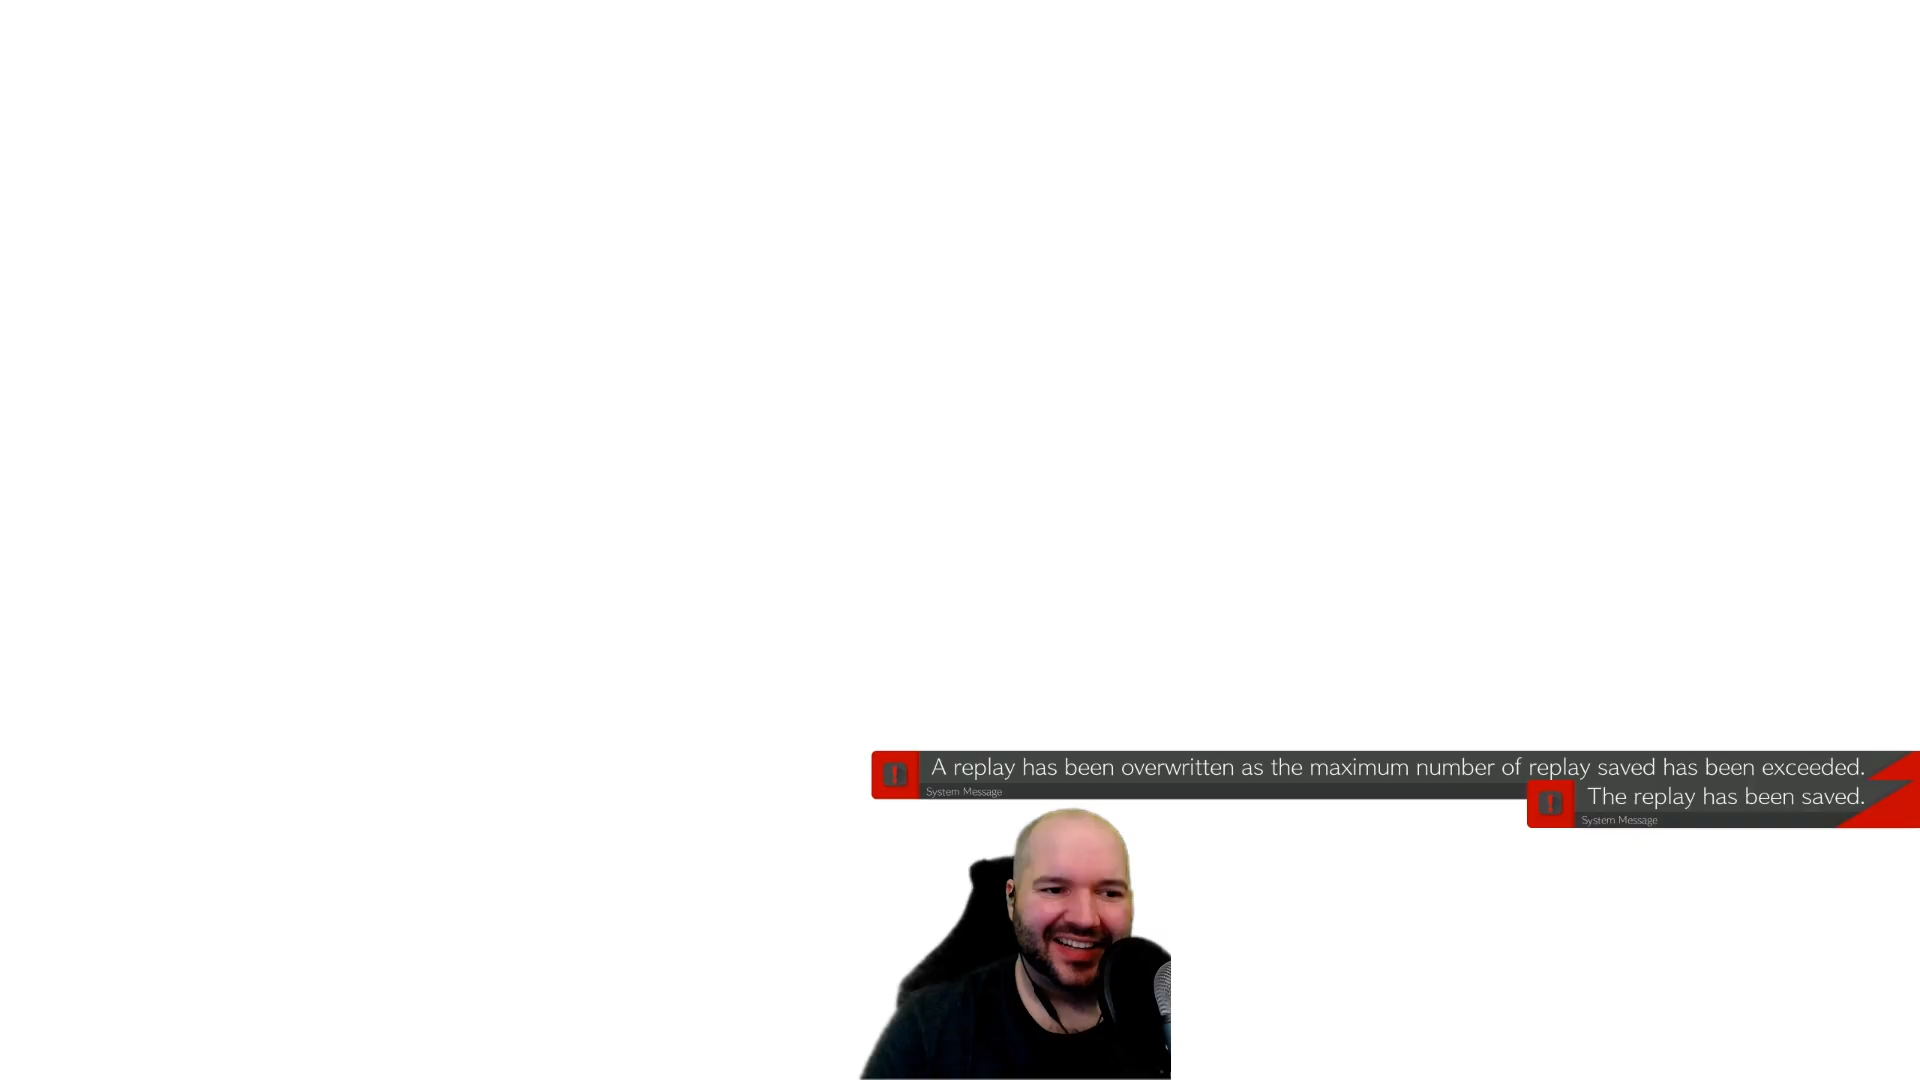 A replay has been overwritten as the maximum number of replay saved has been exceeded.
System Message
The replay has been saved.
System Message